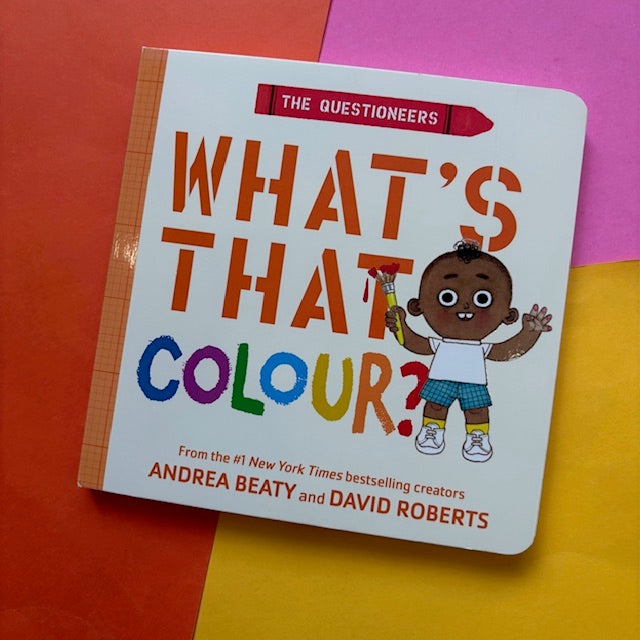 THE QUESTIONEERS
WHAT'S
THAT
COLOUR?
From the #1 New York Times bestselling creators
ANDREA BEATY and DAVID ROBERTS